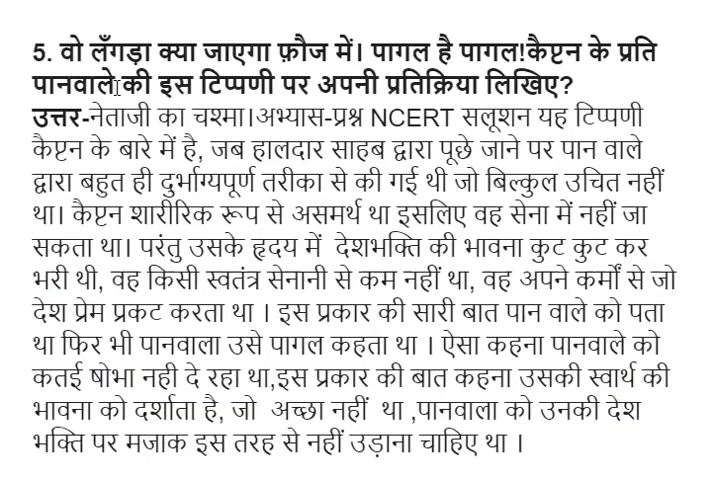 5. वो लँगड़ा क्या जाएगा फ़ौज में। पागल है पागल!कैप्टन के प्रति
पानवाले की इस टिप्पणी पर अपनी प्रतिक्रिया लिखिए?
उत्तर-नेताजी का चश्मा।अभ्यास-प्रश्न NCERT सलूशन यह टिप्पणी
कैप्टन के बारे में है, जब हालदार साहब द्वारा पूछे जाने पर पान वाले
द्वारा बहुत ही दुर्भाग्यपूर्ण तरीका से की गई थी जो बिल्कुल उचित नहीं
था। कैप्टन शारीरिक रूप से असमर्थ था इसलिए वह सेना में नहीं जा
सकता था। परंतु उसके हृदय में देशभक्ति की भावना कुट कुट कर
भरी थी, वह किसी स्वतंत्र सेनानी से कम नहीं था, वह अपने कर्मों से जो
देश प्रेम प्रकट करता था । इस प्रकार की सारी बात पान वाले को पता
था फिर भी पानवाला उसे पागल कहता था । ऐसा कहना पानवाले को
कतई षोभा नही दे रहा था,इस प्रकार की बात कहना उसकी स्वार्थ की
भावना को दर्शाता है, जो अच्छा नहीं था ,पानवाला को उनकी देश
भक्ति पर मजाक इस तरह से नहीं उड़ाना चाहिए था ।